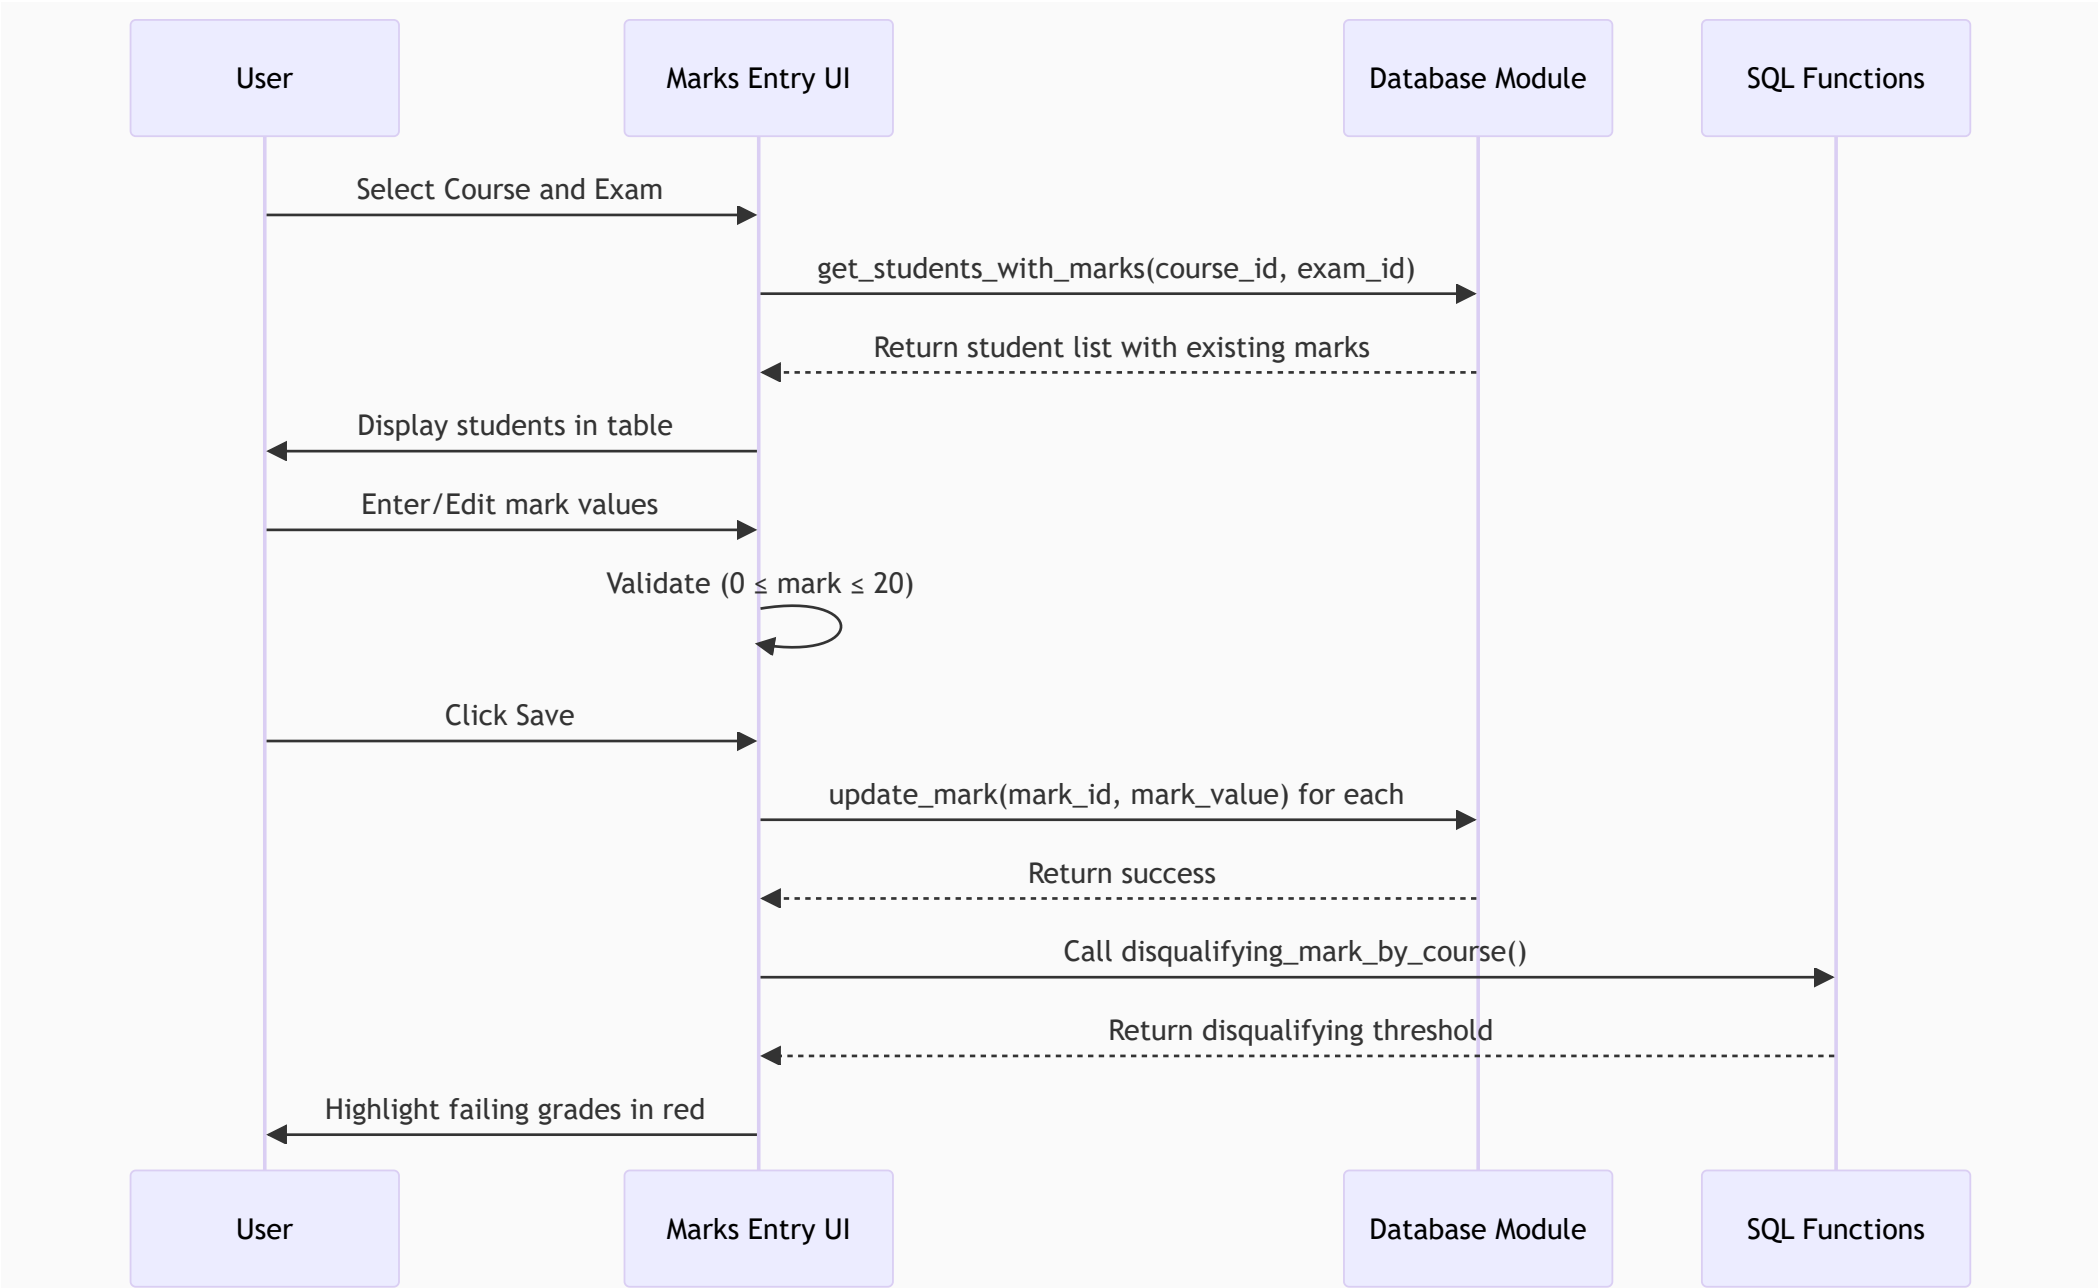 User
Marks Entry UI
Database Module
SQL Functions
Select Course and Exam
get_students_with_marks(course_id, exam_id)
Return student list with existing marks
Display students in table
Enter/Edit mark values
Validate (0 ≤ mark ≤ 20)
Click Save
update_mark(mark_id, mark_value) for each
Return success
Call disqualifying_mark_by_course()
Return disqualifying threshold
Highlight failing grades in red
User
Marks Entry UI
Database Module
SQL Functions